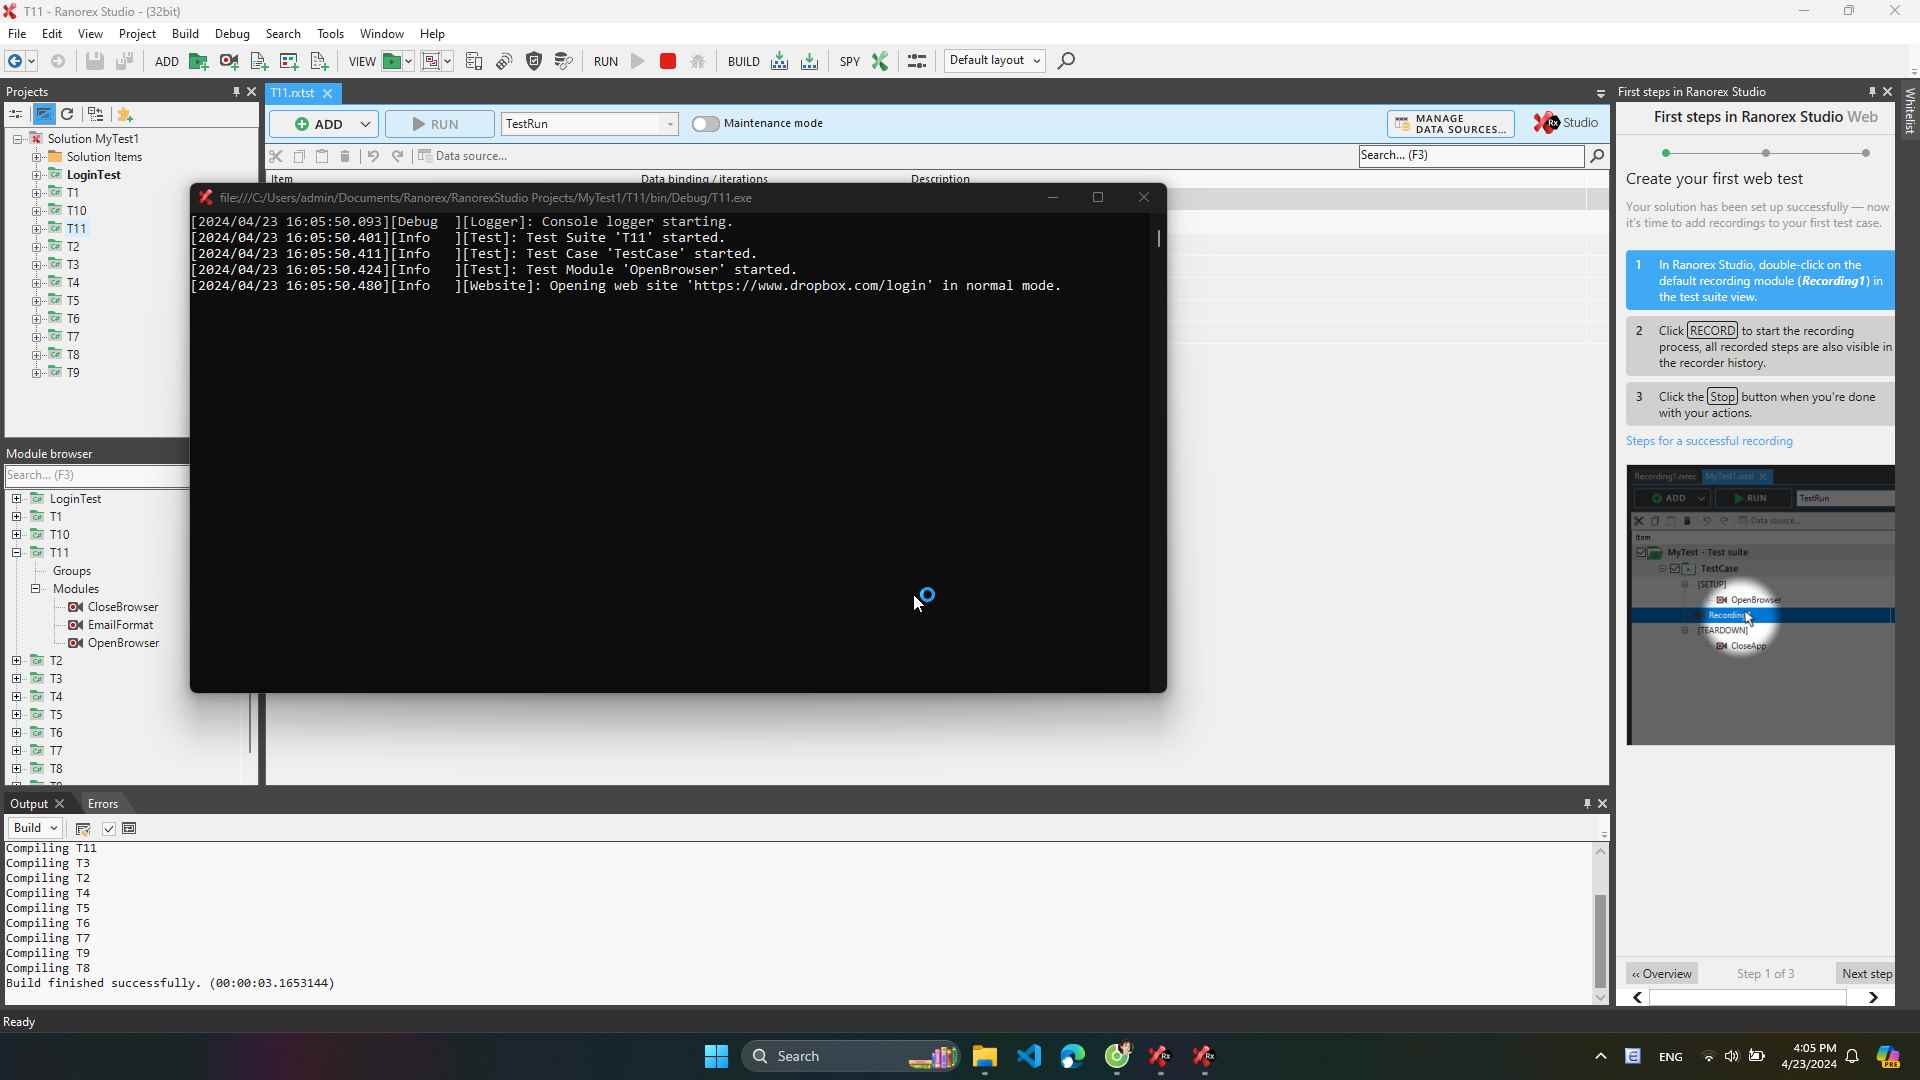 T11 - Ranorex Studio - (32bit)
File Edit View Project Build Debug Search Tools Window Help
ADD VIEW RUN BUILD SPY Default layout
Projects
Solution MyTest1
Solution Items
LoginTest
T1
T10
T11
T2
T3
T4
T5
T6
T7
T8
T9
Module browser
Search... (F3)
LoginTest
T1
T10
T11
Groups
Modules
CloseBrowser
EmailFormat
OpenBrowser
T2
T3
T4
T5
T6
T7
T8
T11.rxtst
ADD RUN TestRun Maintenance mode MANAGE DATA SOURCES... Studio
Data source... Search... (F3)
Item Data binding / iterations Description
file:///C:/Users/admin/Documents/Ranorex/RanorexStudio Projects/MyTest1/T11/bin/Debug/T11.exe
[2024/04/23 16:05:50.093][Debug  ][Logger]: Console logger starting.
[2024/04/23 16:05:50.401][Info   ][Test]: Test Suite 'T11' started.
[2024/04/23 16:05:50.411][Info   ][Test]: Test Case 'TestCase' started.
[2024/04/23 16:05:50.424][Info   ][Test]: Test Module 'OpenBrowser' started.
[2024/04/23 16:05:50.480][Info   ][Website]: Opening web site 'https://www.dropbox.com/login' in normal mode.
First steps in Ranorex Studio
Whitelist
First steps in Ranorex Studio Web
Create your first web test
Your solution has been set up successfully — now
it's time to add recordings to your first test case.
1 In Ranorex Studio, double-click on the
default recording module (Recording1) in
the test suite view.
2 Click RECORD to start the recording
process, all recorded steps are also visible in
the recorder history.
3 Click the Stop button when you're done
with your actions.
Steps for a successful recording
Recording1.rxrec MyTest1.rxtst
ADD RUN TestRun
Data source...
Item
MyTest - Test suite
TestCase
[SETUP]
OpenBrowser
Recording
[TEARDOWN]
CloseApp
‹‹ Overview Step 1 of 3 Next step
Output Errors
Build
Compiling T11
Compiling T3
Compiling T2
Compiling T4
Compiling T5
Compiling T6
Compiling T7
Compiling T9
Compiling T8
Build finished successfully. (00:00:03.1653144)
Ready
Search
ENG
4:05 PM
4/23/2024
PRE